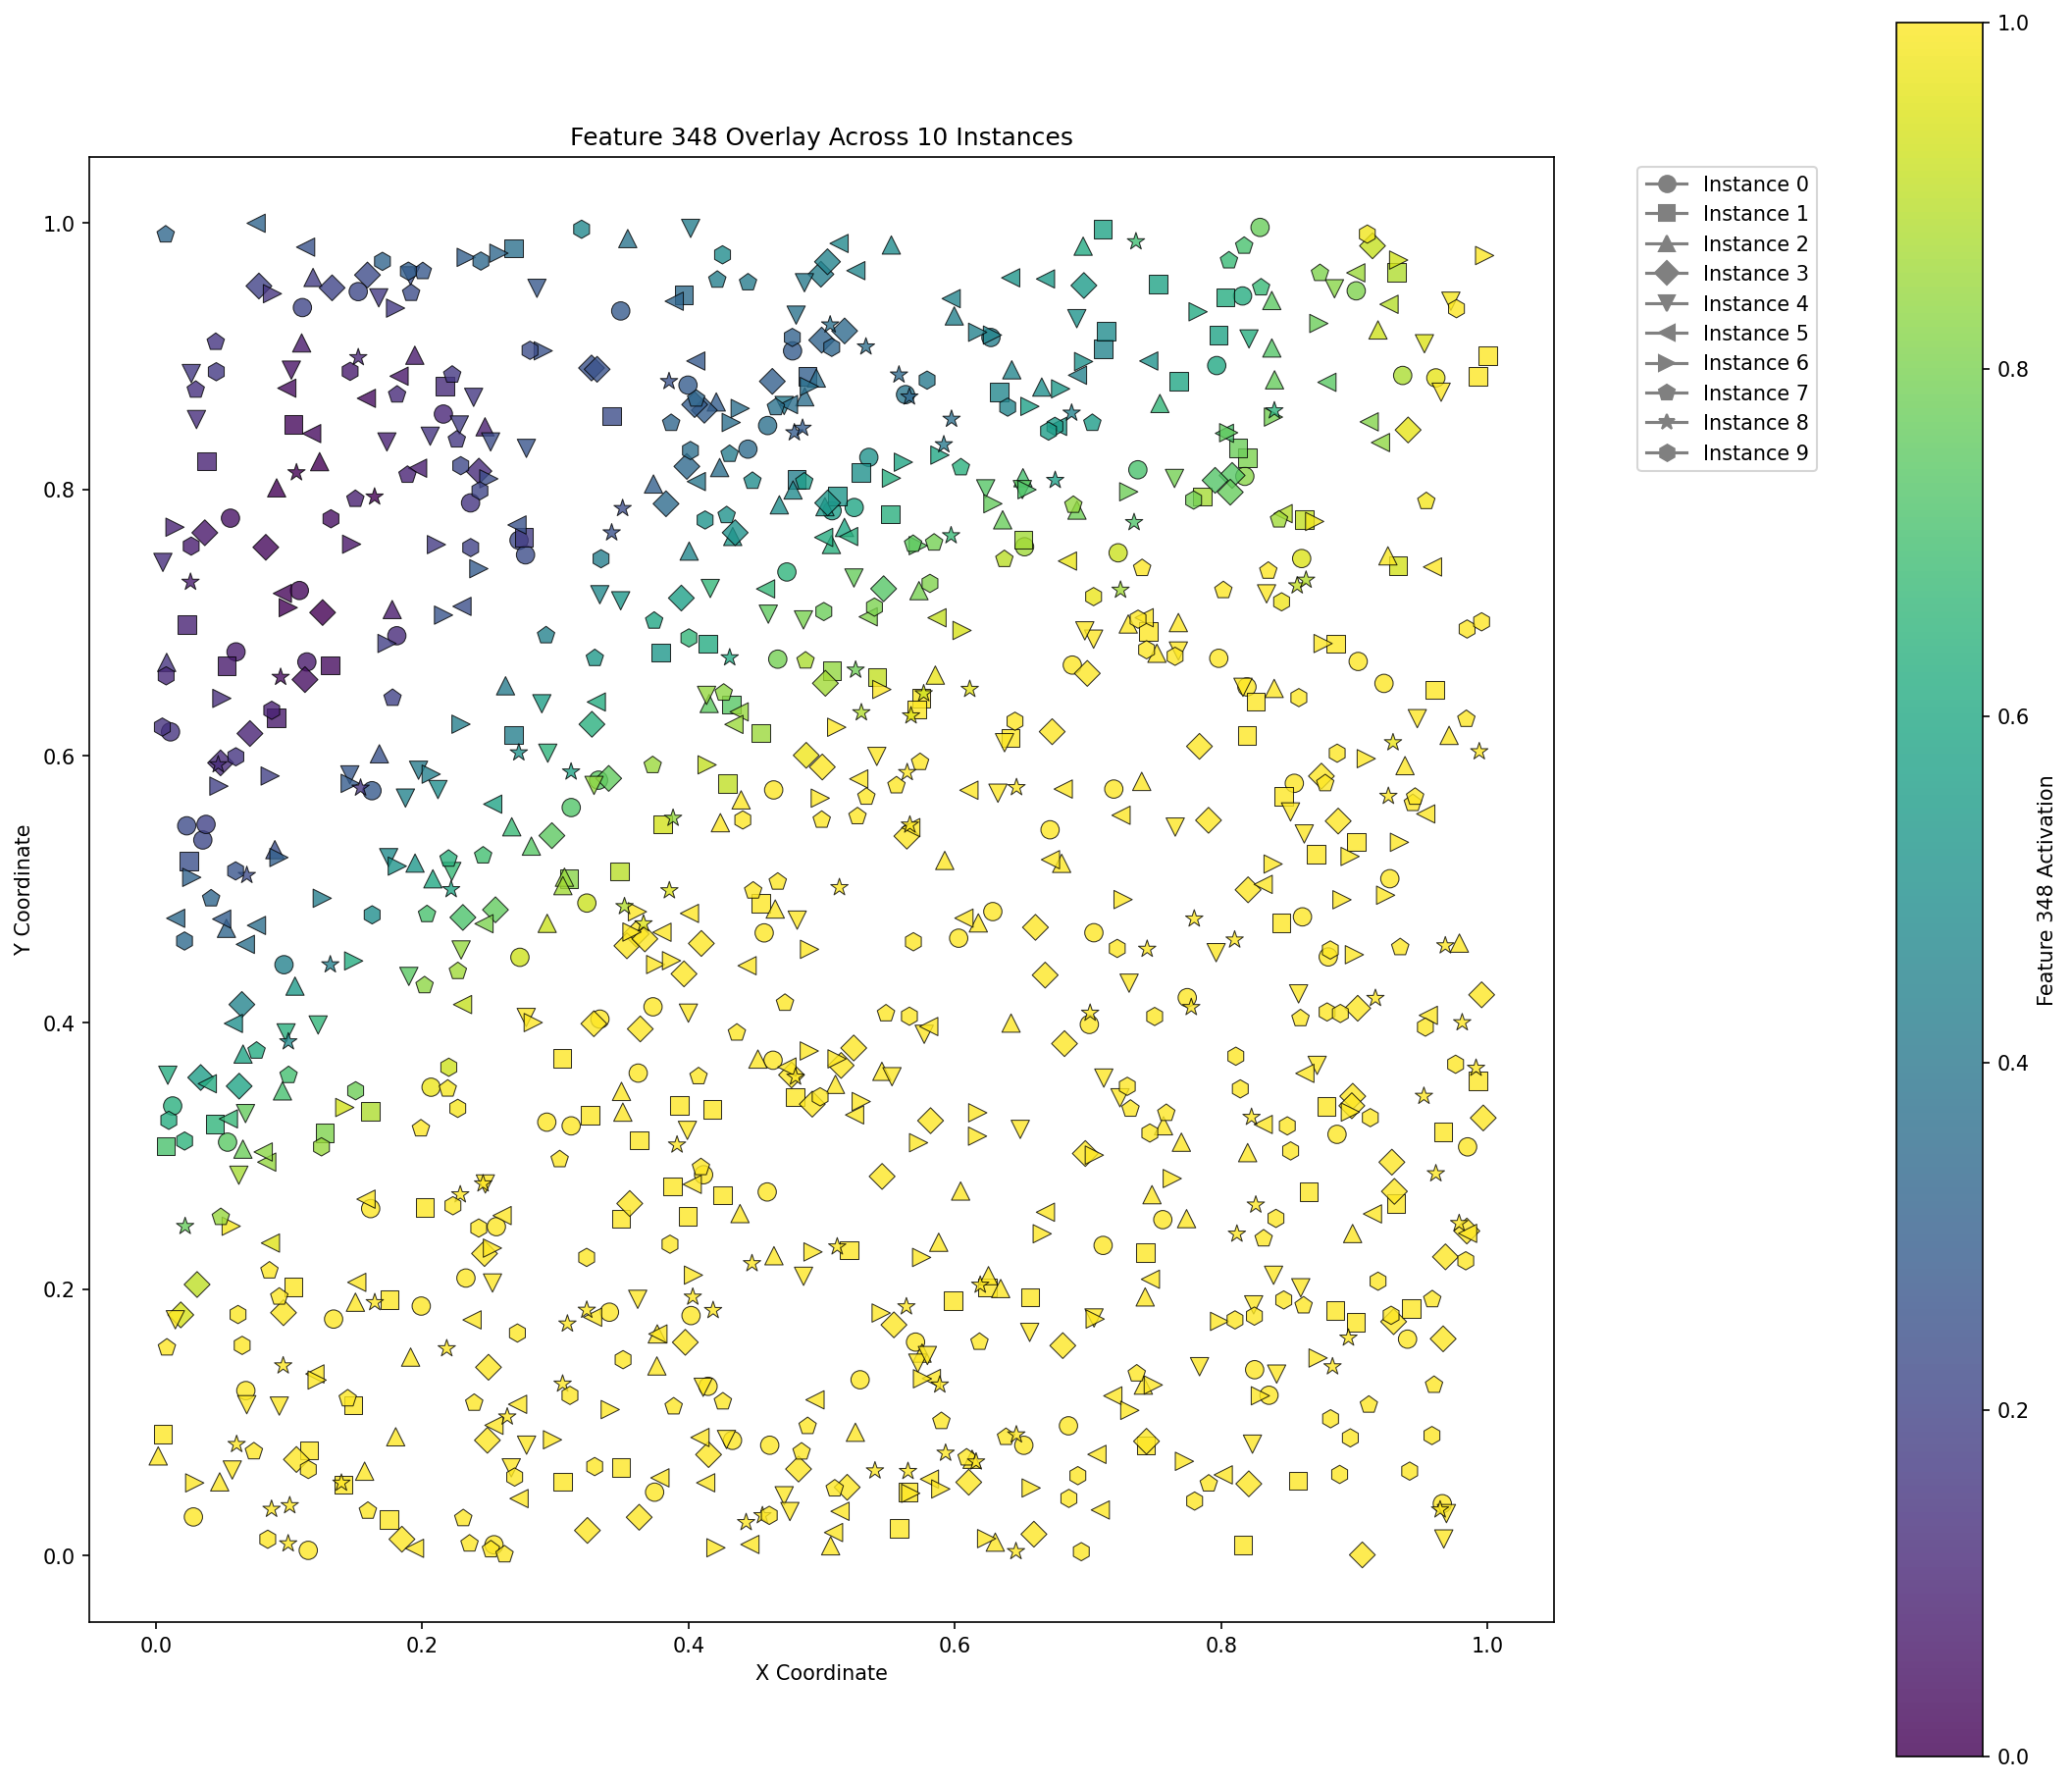 Feature 348 Overlay Across 10 Instances
1.0
0.8
0.6
0.4
0.2
0.0
Y Coordinate
0.0
0.2
0.4
0.6
0.8
1.0
X Coordinate
Instance 0
Instance 1
Instance 2
Instance 3
Instance 4
Instance 5
Instance 6
Instance 7
Instance 8
Instance 9
1.0
0.8
0.6
0.4
0.2
0.0
Feature 348 Activation